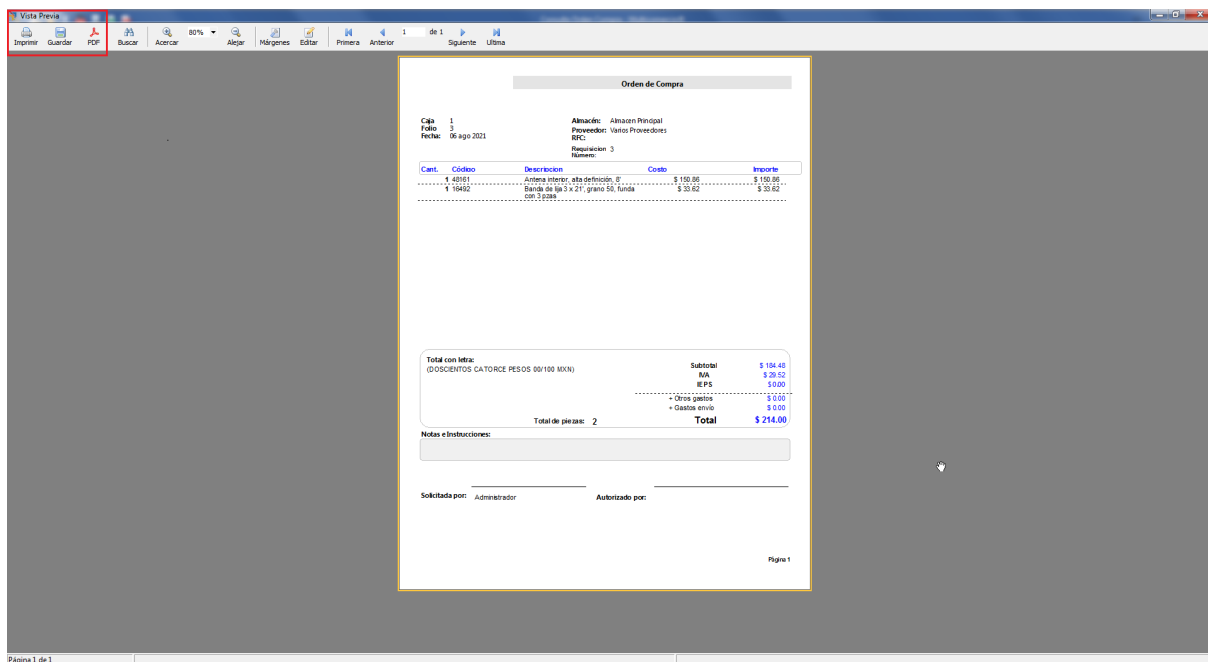 Vista Previa
Imprimir Guardar PDF Buscar Acercar 80% Alejar Márgenes Editar Primera Anterior 1 de 1 Siguiente Ultima
Orden de Compra
Caja 1 Almacén: Almacen Principal
Folio 3 Proveedor: Varios Proveedores
Fecha: 06 ago 2021 RFC:
Requisicion 3
Número:
Cant. Código Descripcion Costo Importe
1 48161 Antena interior, alta definición, 8' $ 150.86 $ 150.86
1 16492 Banda de lija 3 x 21', grano 50, funda $ 33.62 $ 33.62
con 3 pzas
Total con letra:
(DOSCIENTOS CATORCE PESOS 00/100 MXN)
Subtotal $ 184.48
IVA $ 29.52
IEPS $ 0.00
+ Otros gastos $ 0.00
+ Gastos envío $ 0.00
Total de piezas: 2 Total $ 214.00
Notas e Instrucciones:
Solicitada por: Administrador Autorizado por:
Página 1
Página 1 de 1